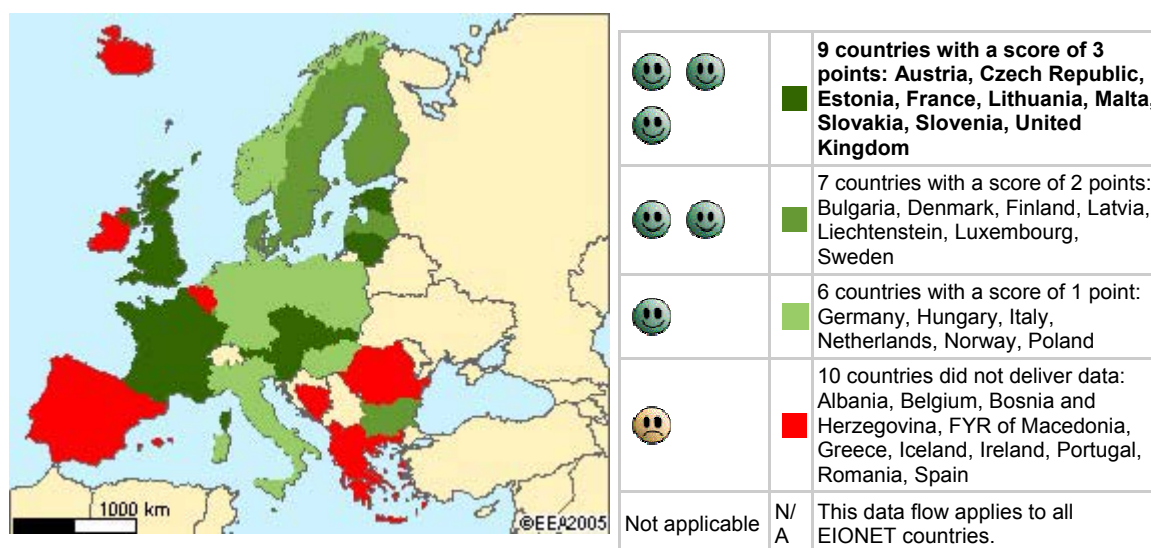 1000 km
©EEA2005
9 countries with a score of 3
points: Austria, Czech Republic,
Estonia, France, Lithuania, Malta,
Slovakia, Slovenia, United
Kingdom
7 countries with a score of 2 points:
Bulgaria, Denmark, Finland, Latvia,
Liechtenstein, Luxembourg,
Sweden
6 countries with a score of 1 point:
Germany, Hungary, Italy,
Netherlands, Norway, Poland
10 countries did not deliver data:
Albania, Belgium, Bosnia and
Herzegovina, FYR of Macedonia,
Greece, Iceland, Ireland, Portugal,
Romania, Spain
Not applicable
N/
A
This data flow applies to all
EIONET countries.